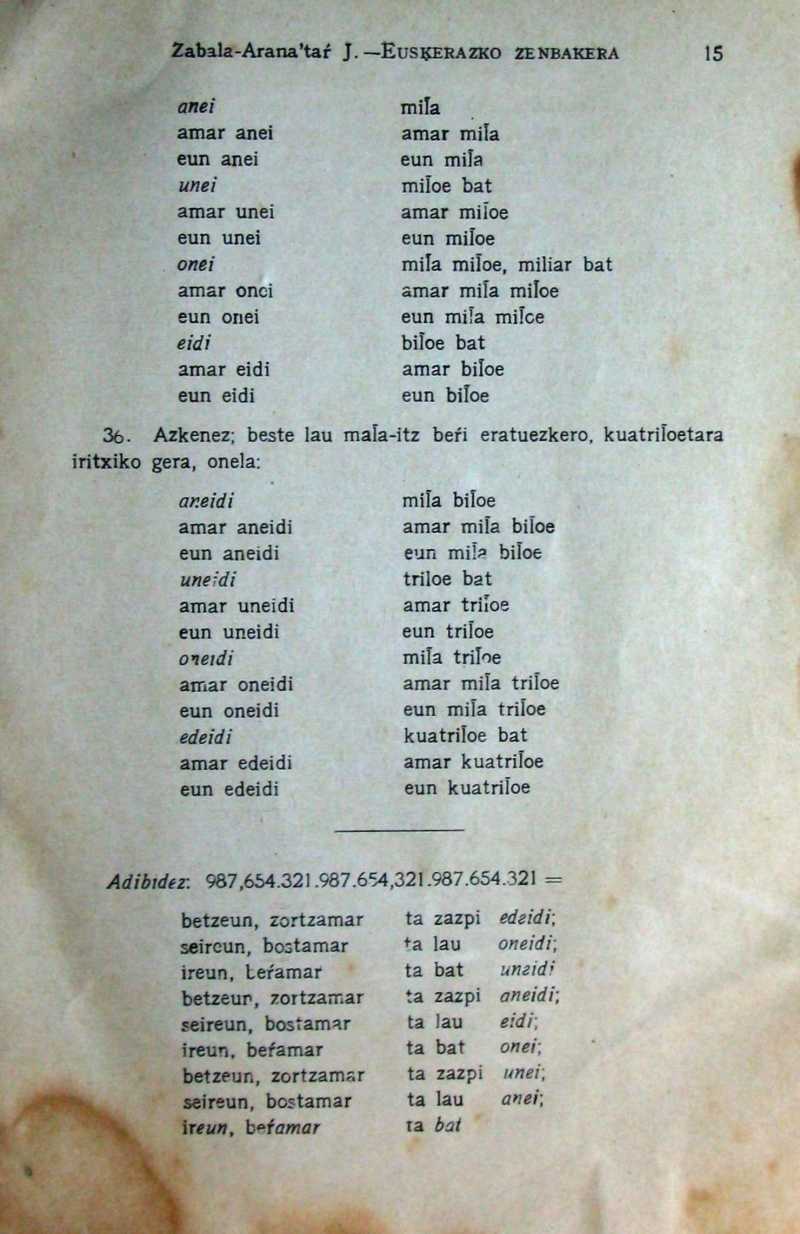 Zabala-Arana'taŕ J.—EUSKERAZKO ZENBAKERA 15
anei mil̄a
amar anei amar mil̄a
eun anei eun mil̄a
unei mil̄oe bat
amar unei amar mil̄oe
eun unei eun mil̄oe
onei mil̄a mil̄oe, miliar bat
amar onei amar mil̄a mil̄oe
eun onei eun mil̄a mil̄oe
eidi bil̄oe bat
amar eidi amar bil̄oe
eun eidi eun bil̄oe
36. Azkenez; beste lau mal̄a-itz beŕi eratuezkero, kuatril̄oetara
iritxiko gera, onela:
aneidi mil̄a bil̄oe
amar aneidi amar mil̄a bil̄oe
eun aneidi eun mil̄a bil̄oe
uneidi tril̄oe bat
amar uneidi amar tril̄oe
eun uneidi eun tril̄oe
oneidi mil̄a tril̄oe
amar oneidi amar mil̄a tril̄oe
eun oneidi eun mil̄a tril̄oe
edeidi kuatril̄oe bat
amar edeidi amar kuatril̄oe
eun edeidi eun kuatril̄oe
Adibidez: 987,654.321.987.654,321.987.654.321 =
betzeun, zortzamar ta zazpi edeidi;
seireun, bostamar ta lau oneidi;
ireun, beŕamar ta bat uneidi
betzeun, zortzamar ta zazpi aneidi;
seireun, bostamar ta lau eidi;
ireun, beŕamar ta bat onei;
betzeun, zortzamar ta zazpi unei;
seireun, bostamar ta lau anei;
ireun, beŕamar ta bat